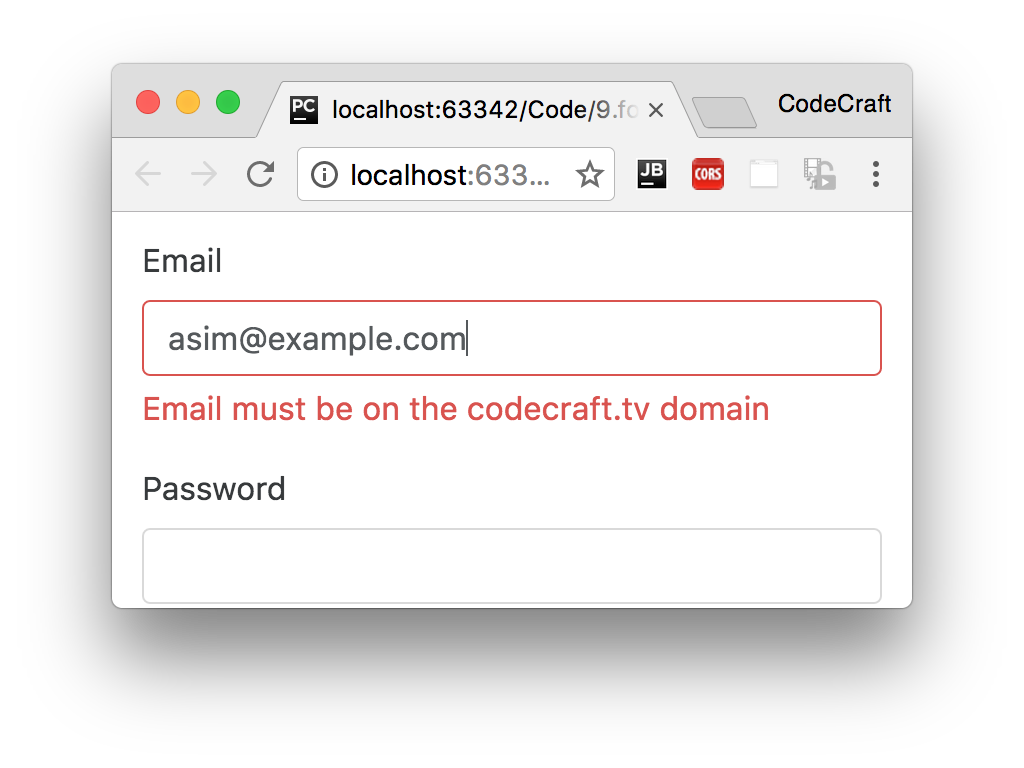 PC localhost:63342/Code/9.fo CodeCraft
localhost:633... JB CORS
Email
asim@example.com
Email must be on the codecraft.tv domain
Password